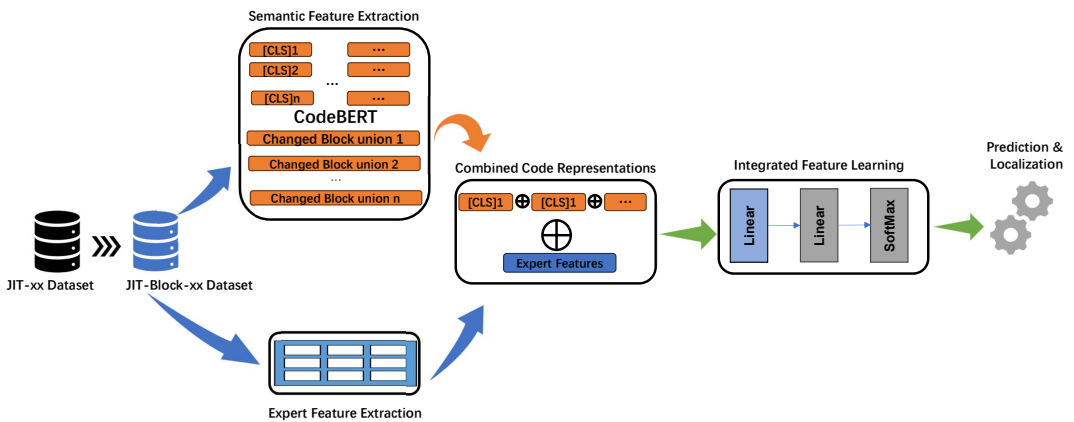 Semantic Feature Extraction
[CLS]1
...
[CLS]2
...
...
[CLS]n
...
CodeBERT
Changed Block union 1
Changed Block union 2
...
Changed Block union n
JIT-xx Dataset
JIT-Block-xx Dataset
Expert Feature Extraction
Combined Code Representations
[CLS]1 ⊕ [CLS]1 ⊕ ...
⊕
Expert Features
Integrated Feature Learning
Linear
Linear
SoftMax
Prediction &
Localization